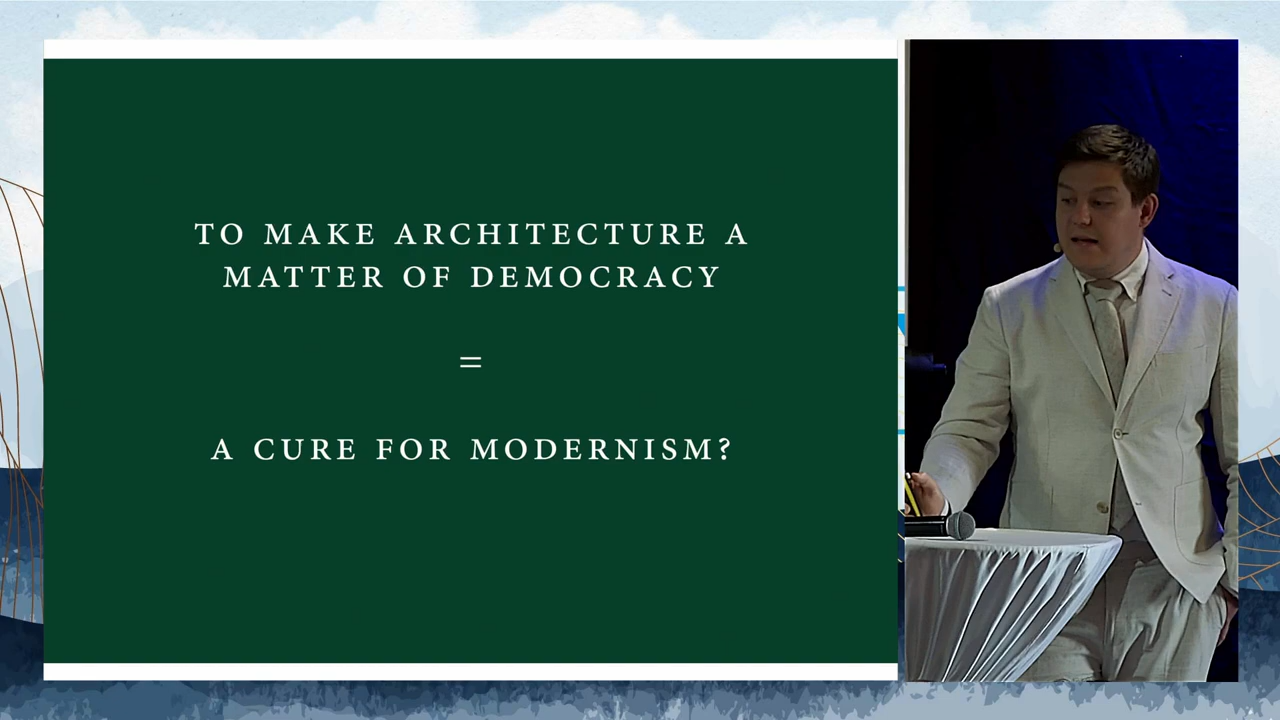 TO MAKE ARCHITECTURE A
MATTER OF DEMOCRACY
=
A CURE FOR MODERNISM?